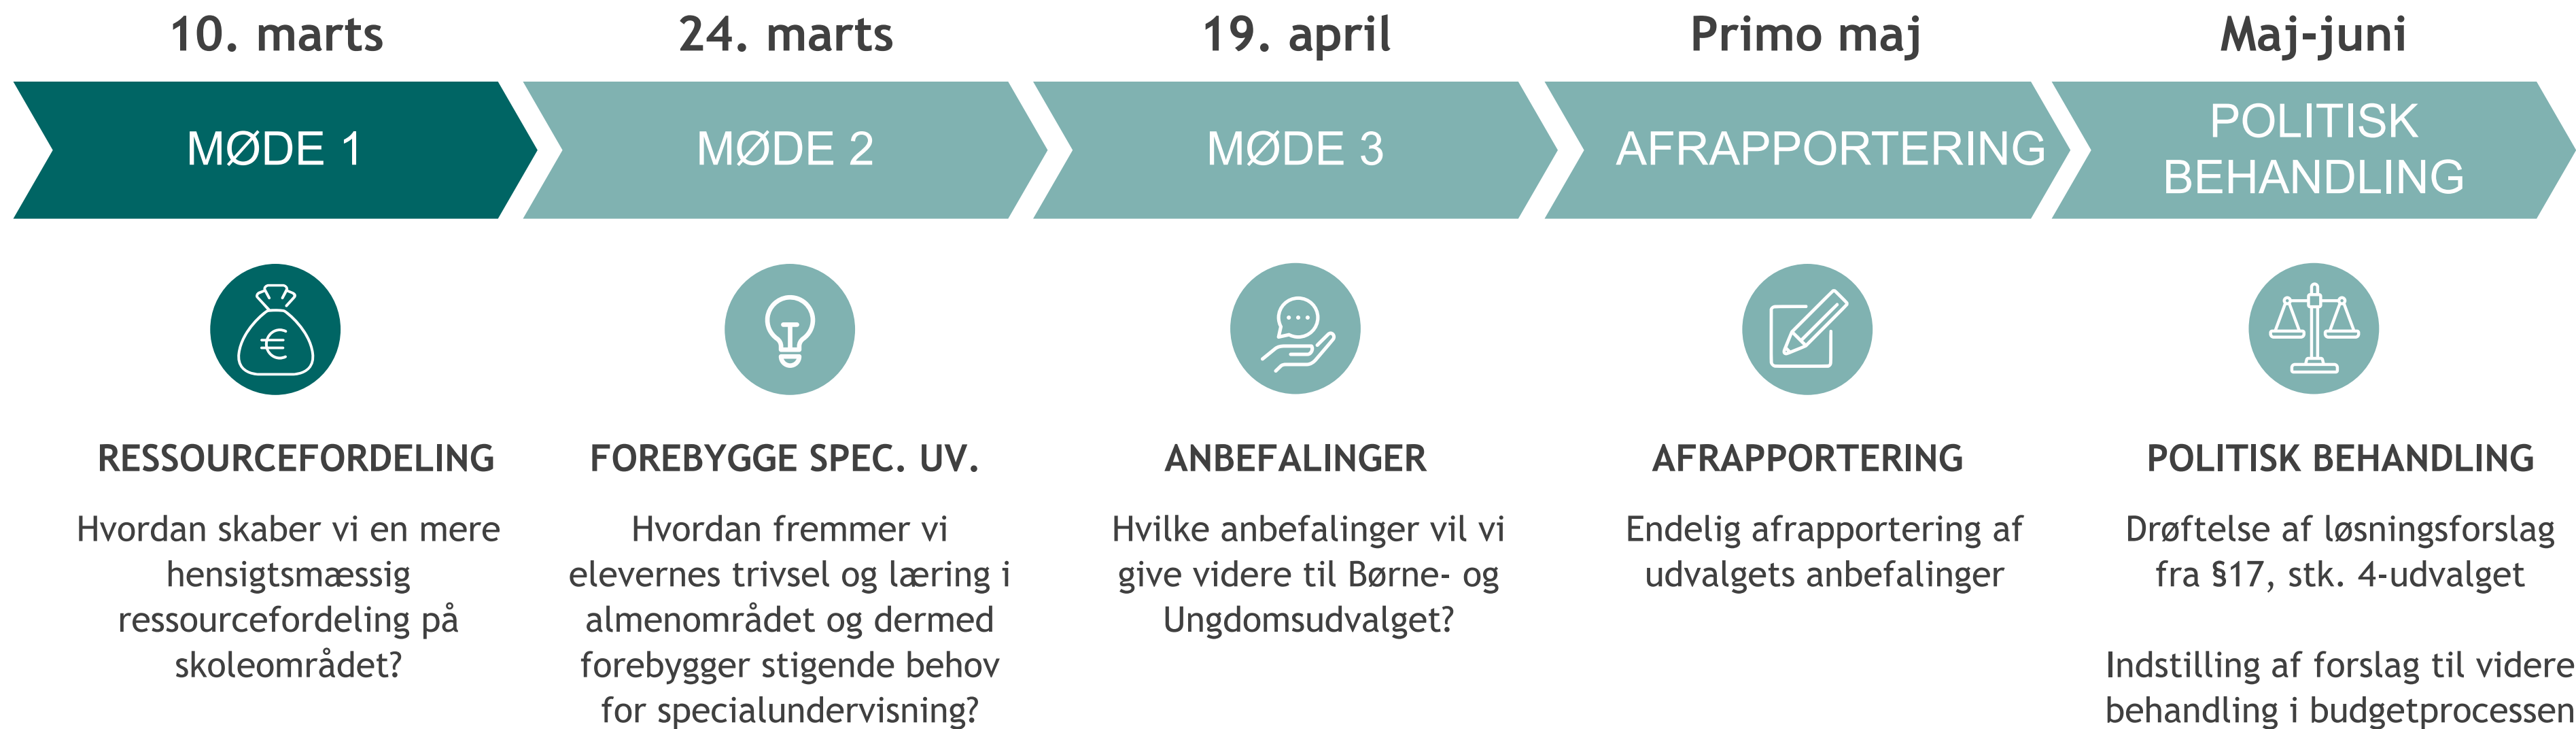 10. marts
24. marts
19. april
Primo maj
Maj-juni
MØDE 1
MØDE 2
MØDE 3
AFRAPPORTERING
POLITISK
BEHANDLING
€
RESSOURCEFORDELING
Hvordan skaber vi en mere
hensigtsmæssig
ressourcefordeling på
skoleområdet?
FOREBYGGE SPEC. UV.
Hvordan fremmer vi
elevernes trivsel og læring i
almenområdet og dermed
forebygger stigende behov
for specialundervisning?
ANBEFALINGER
Hvilke anbefalinger vil vi
give videre til Børne- og
Ungdomsudvalget?
AFRAPPORTERING
Endelig afrapportering af
udvalgets anbefalinger
POLITISK BEHANDLING
Drøftelse af løsningsforslag
fra §17, stk. 4-udvalget
Indstilling af forslag til videre
behandling i budgetprocessen